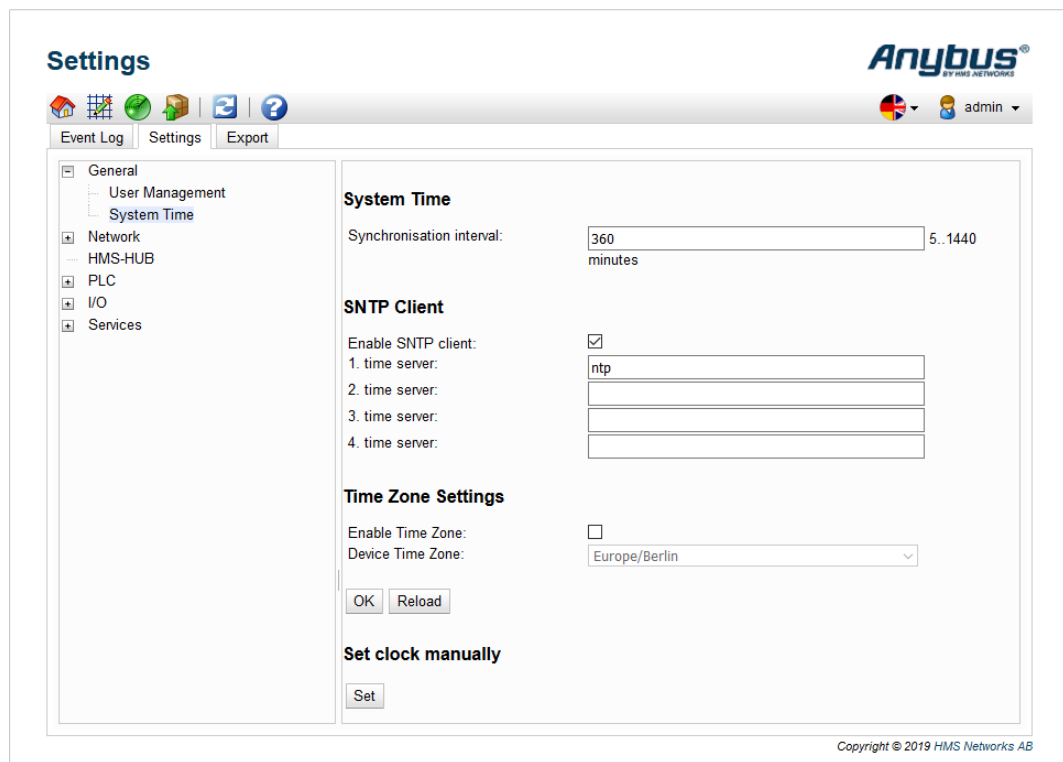 Settings
Anybus®
BY HMS NETWORKS
admin
Event Log Settings Export
General
User Management
System Time
Network
HMS-HUB
PLC
I/O
Services
System Time
Synchronisation interval: 360 5..1440
minutes
SNTP Client
Enable SNTP client:
1. time server: ntp
2. time server:
3. time server:
4. time server:
Time Zone Settings
Enable Time Zone:
Device Time Zone: Europe/Berlin
OK Reload
Set clock manually
Set
Copyright © 2019 HMS Networks AB